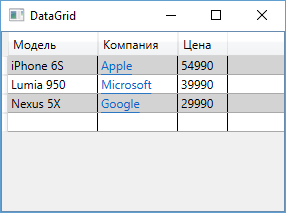 DataGrid
Модель Компания Цена
iPhone 6S Apple 54990
Lumia 950 Microsoft 39990
Nexus 5X Google 29990